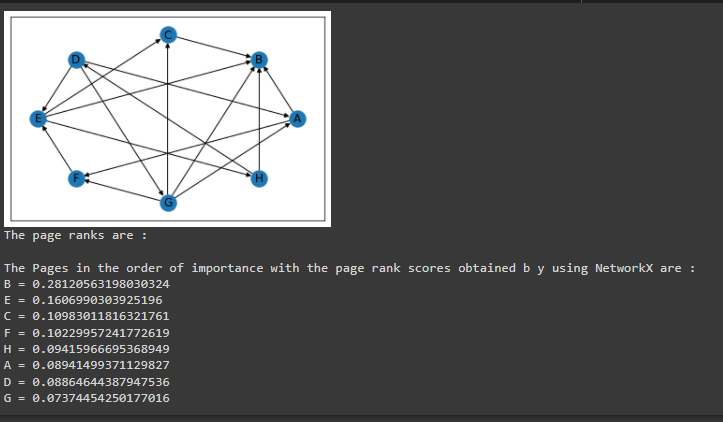 C
D
B
E
A
F
H
G
The page ranks are :
The Pages in the order of importance with the page rank scores obtained b y using NetworkX are :
B = 0.28120563198030324
E = 0.1606990303925196
C = 0.10983011816321761
F = 0.10229957241772619
H = 0.09415966695368949
A = 0.08941499371129827
D = 0.08864644387947536
G = 0.07374454250177016